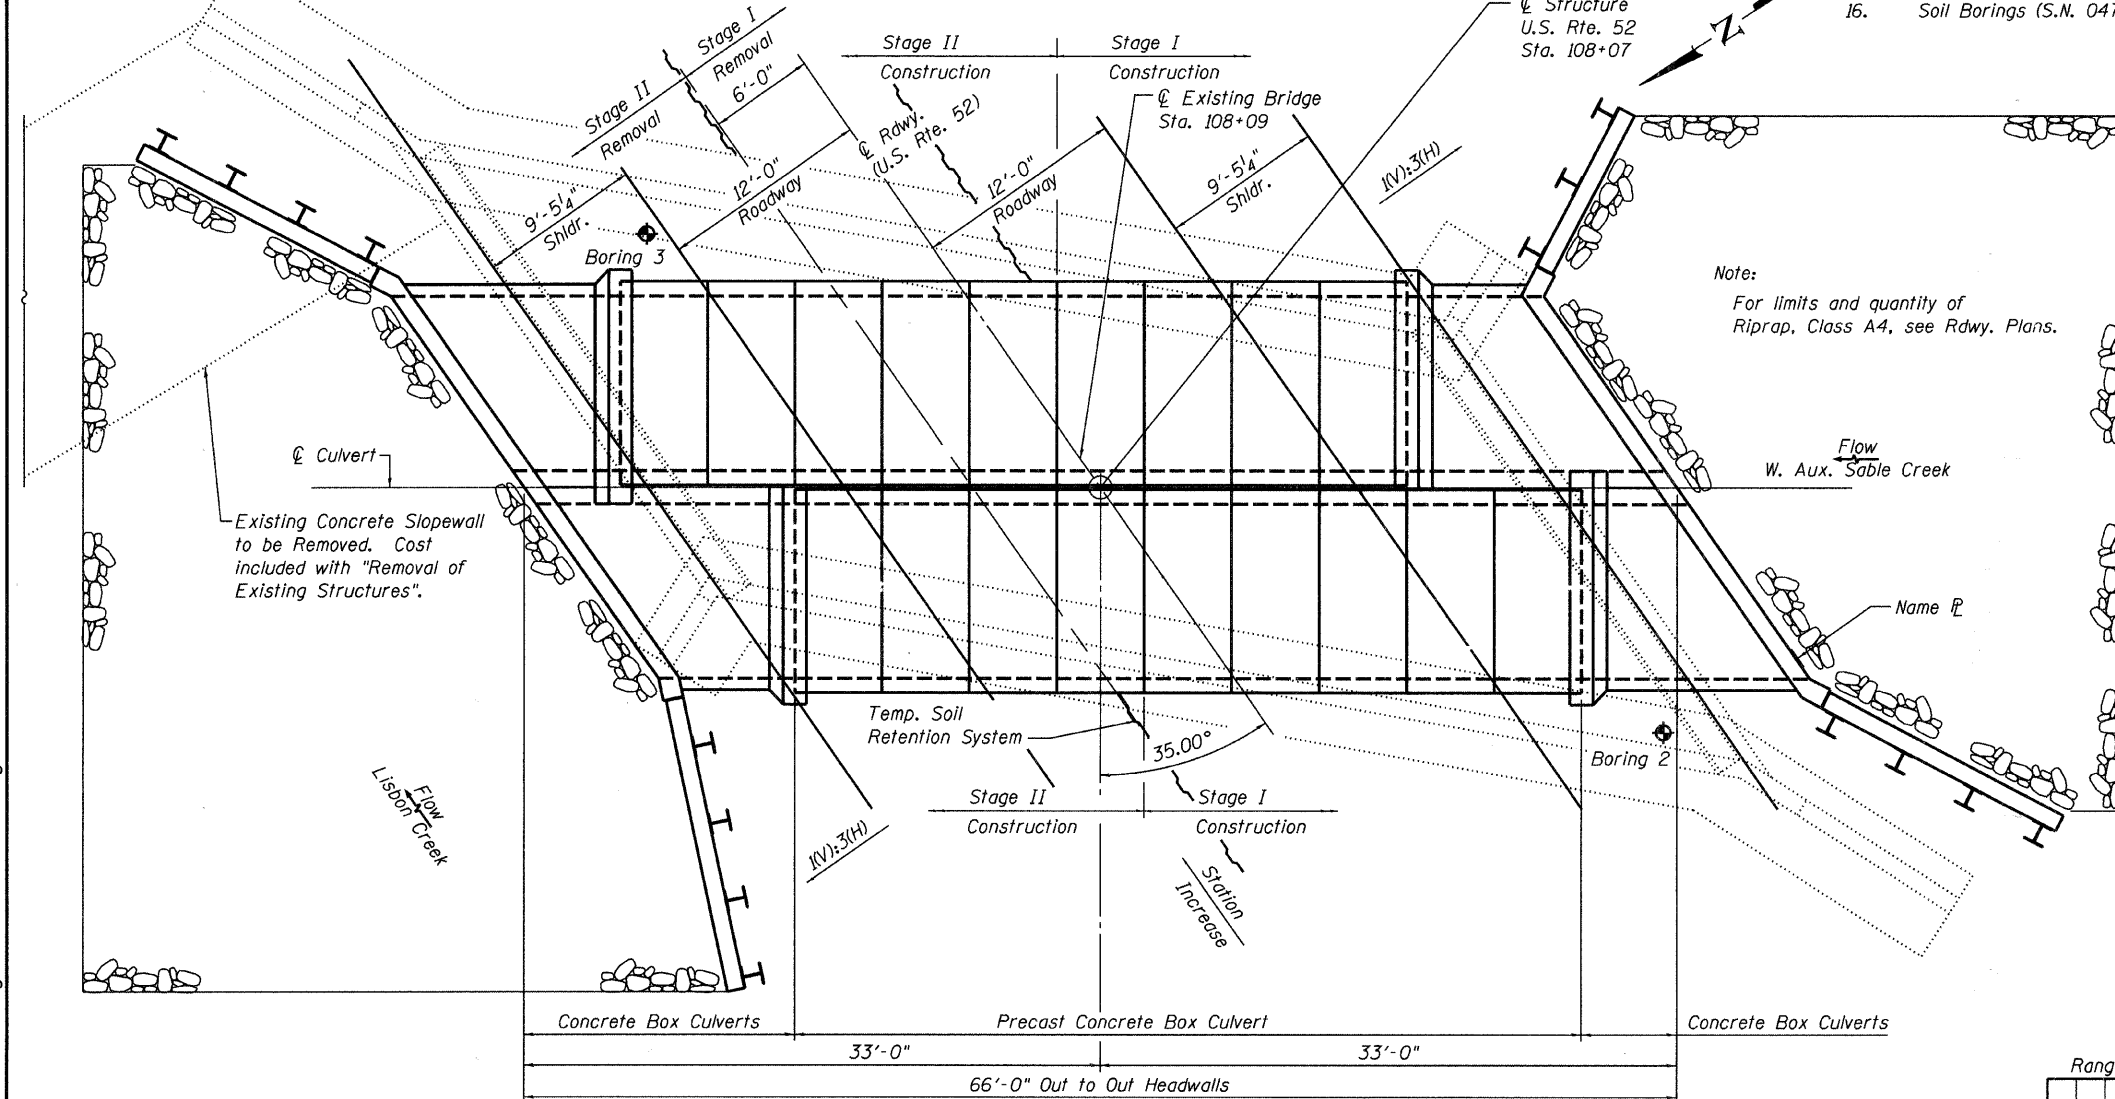 ℄ Structure
U.S. Rte. 52
Sta. 108+07
N
16. Soil Borings (S.N. 047
Stage II
Removal
Stage I
Removal
6'-0"
Stage II
Construction
Stage I
Construction
℄ Existing Bridge
Sta. 108+09
℄ Rdwy.
(U.S. Rte. 52)
9'-5¼"
Shldr.
12'-0"
Roadway
12'-0"
Roadway
9'-5¼"
Shldr.
1(V):3(H)
Boring 3
Note:
For limits and quantity of
Riprap, Class A4, see Rdwy. Plans.
℄ Culvert
Flow
W. Aux. Sable Creek
Existing Concrete Slopewall
to be Removed. Cost
included with "Removal of
Existing Structures".
Name ⅊
Temp. Soil
Retention System
35.00°
Boring 2
Flow
Lisbon Creek
Stage II
Construction
Stage I
Construction
1(V):3(H)
Station
Increase
Concrete Box Culverts
Precast Concrete Box Culvert
Concrete Box Culverts
33'-0"
33'-0"
66'-0" Out to Out Headwalls
Rang